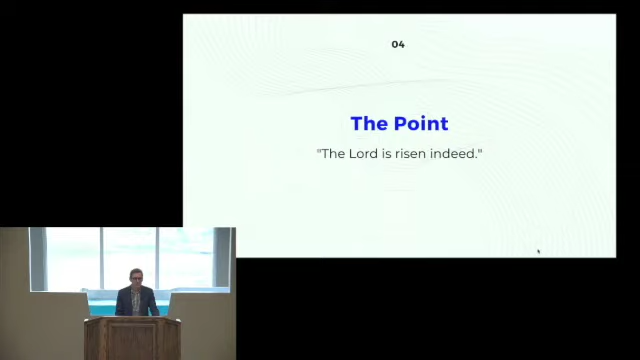 04
The Point
"The Lord is risen indeed."